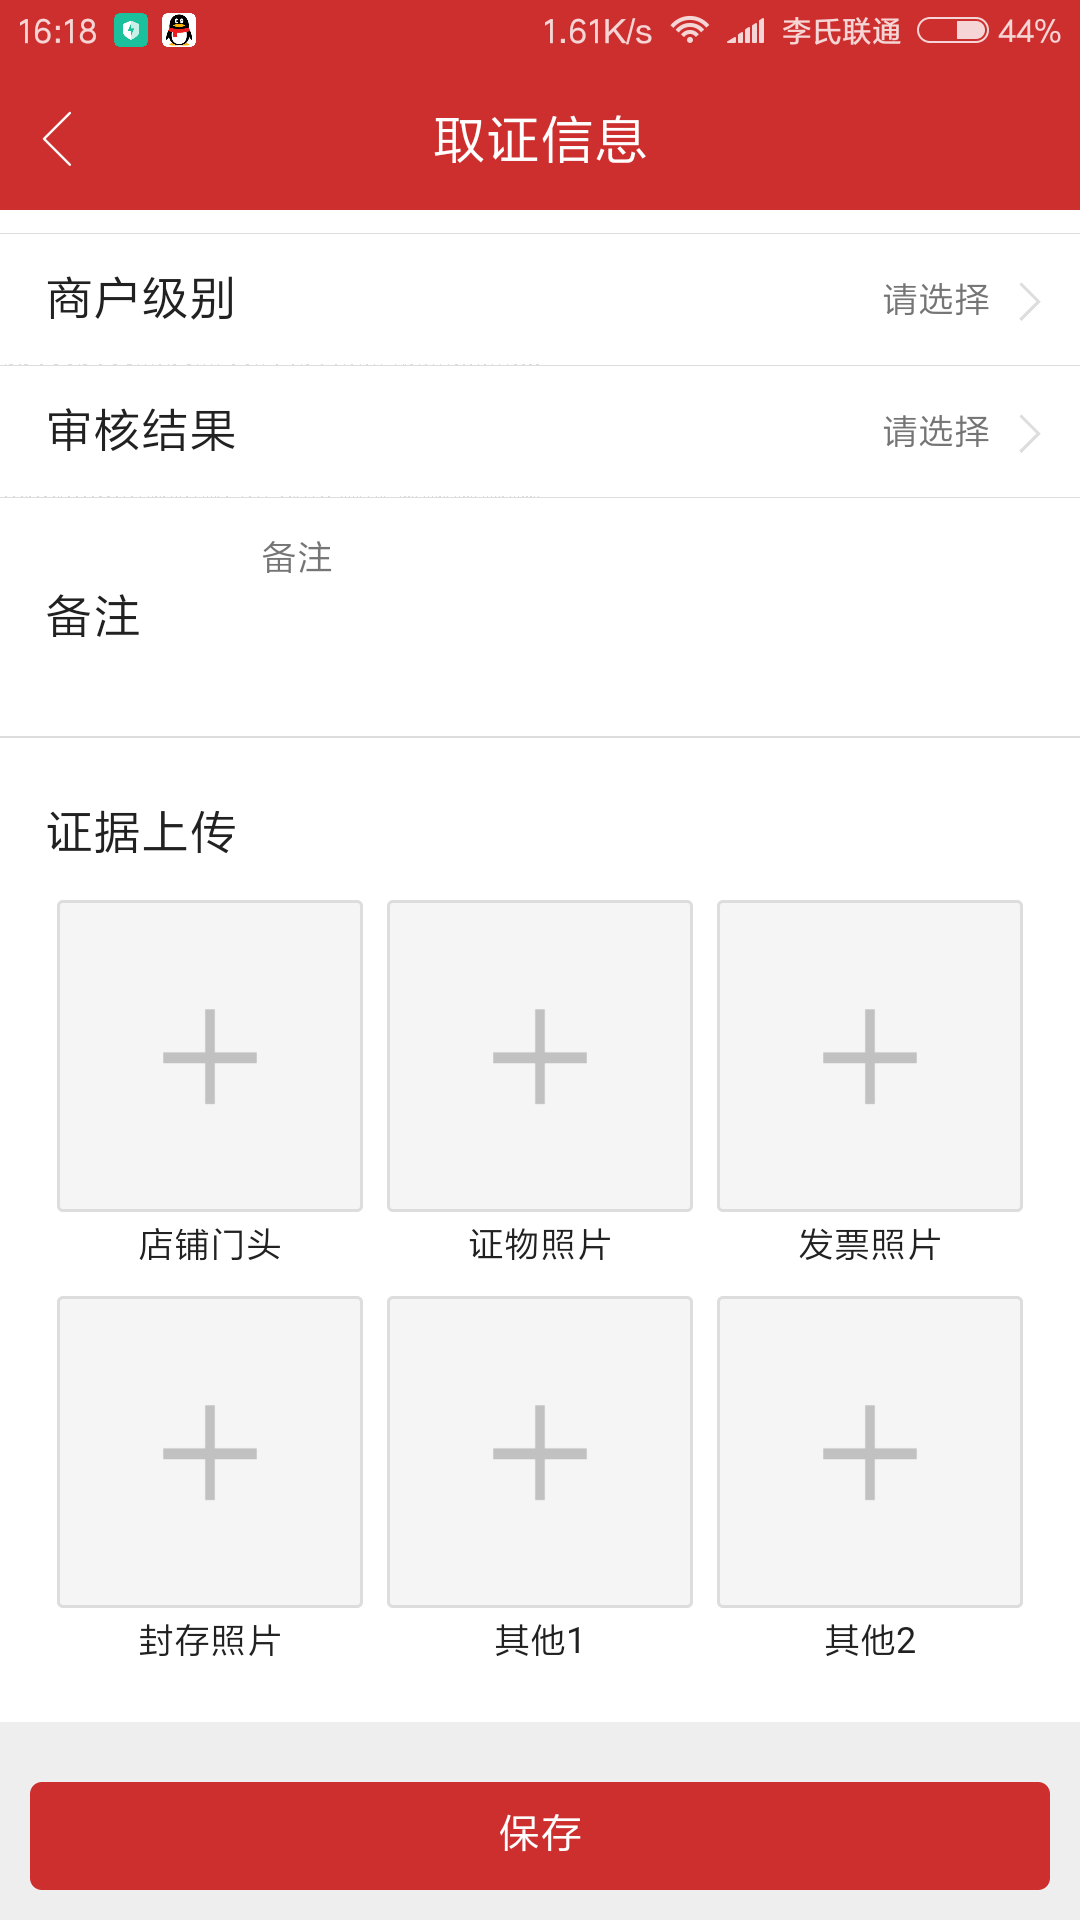 16:18 1.61K/s 李氏联通 44%
取证信息
商户级别 请选择
审核结果 请选择
备注
备注
证据上传
店铺门头 证物照片 发票照片
封存照片 其他1 其他2
保存